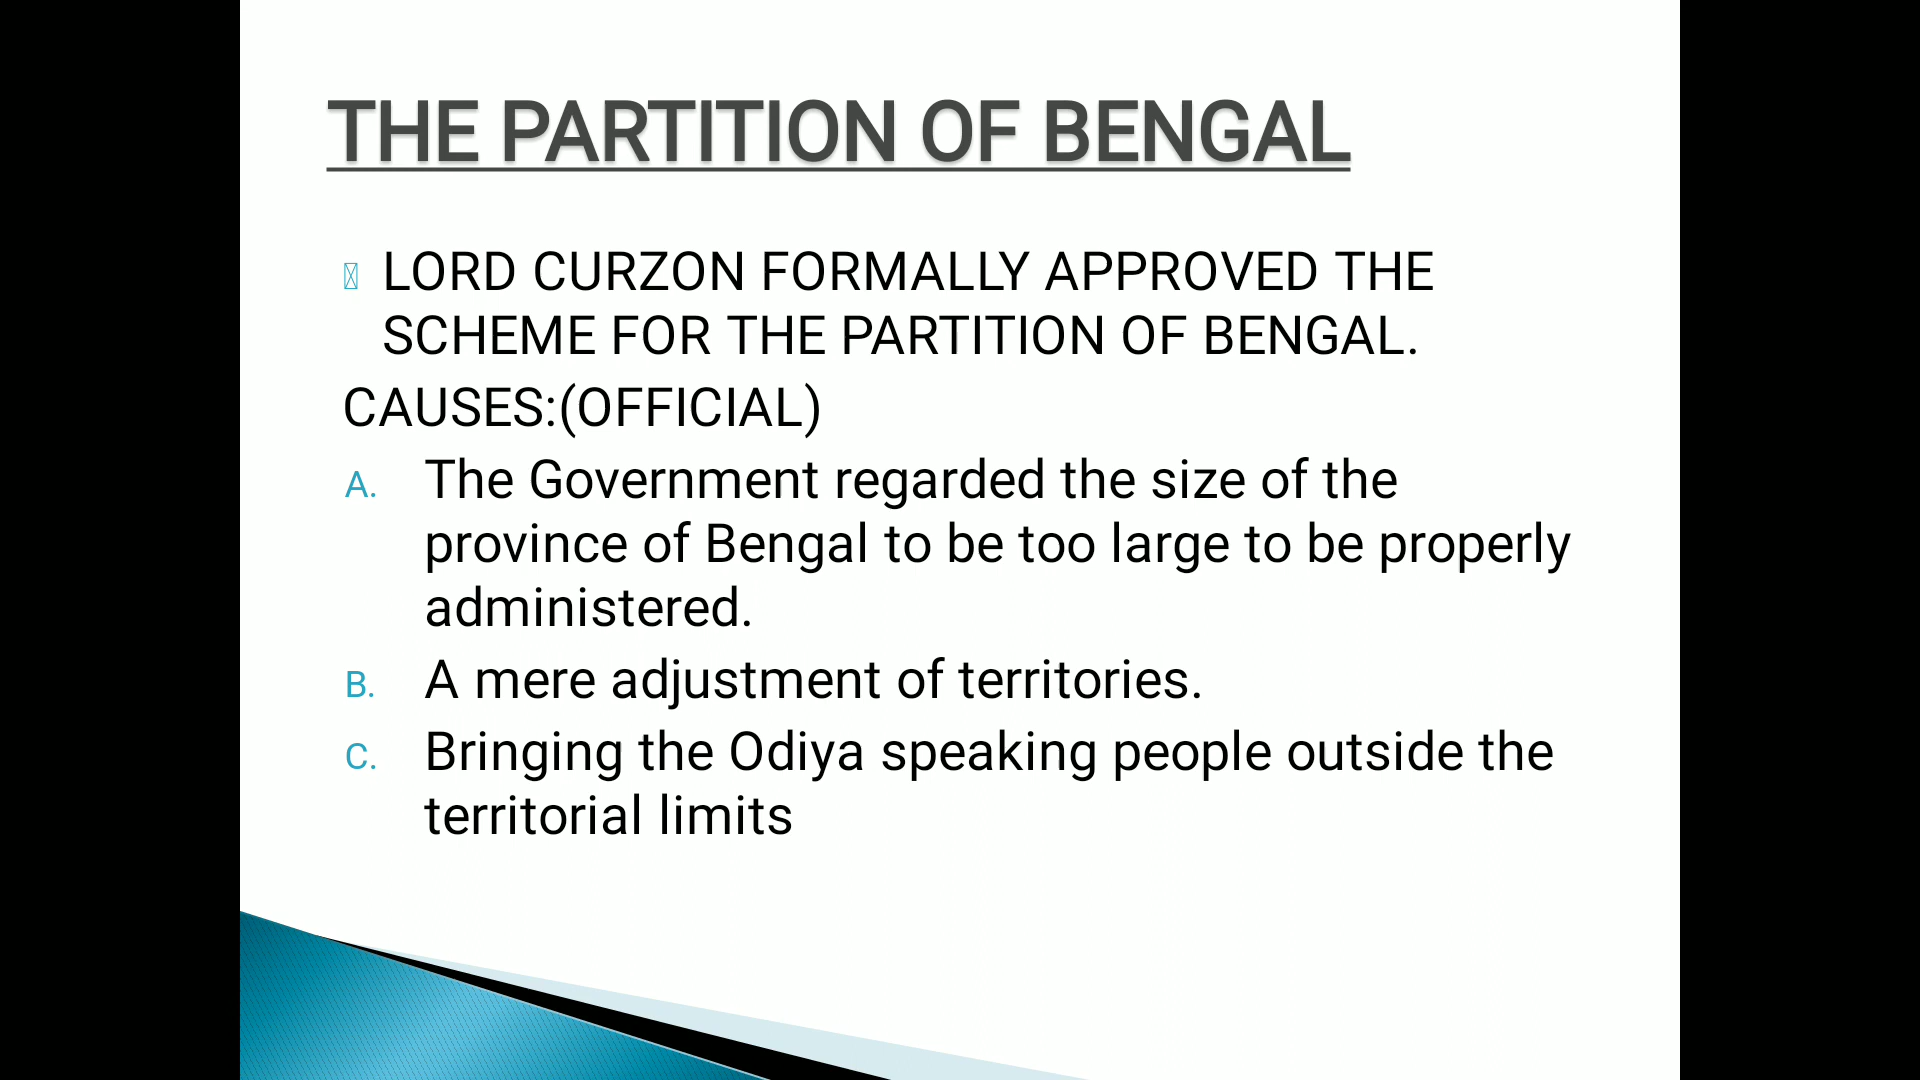 THE PARTITION OF BENGAL
LORD CURZON FORMALLY APPROVED THE
SCHEME FOR THE PARTITION OF BENGAL.
CAUSES:(OFFICIAL)
A. The Government regarded the size of the
province of Bengal to be too large to be properly
administered.
B. A mere adjustment of territories.
C. Bringing the Odiya speaking people outside the
territorial limits